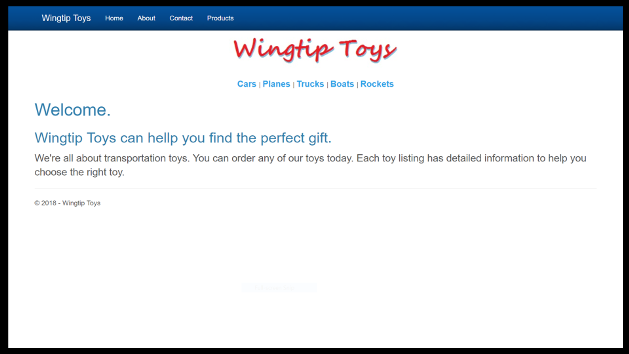 Wingtip Toys Home About Contact Products
Wingtip Toys
Cars | Planes | Trucks | Boats | Rockets
Welcome.
Wingtip Toys can hellp you find the perfect gift.
We're all about transportation toys. You can order any of our toys today. Each toy listing has detailed information to help you
choose the right toy.
© 2018 - Wingtip Toys